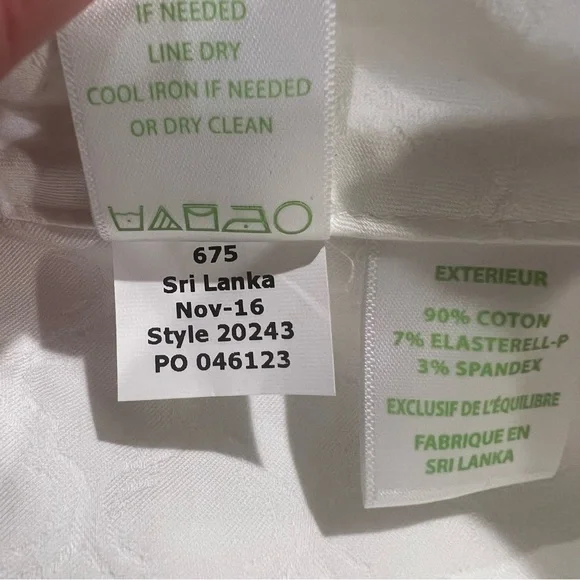 IF NEEDED
LINE DRY
COOL IRON IF NEEDED
OR DRY CLEAN
675
Sri Lanka
Nov-16
Style 20243
PO 046123
EXTERIEUR
90% COTON
7% ELASTERELL-P
3% SPANDEX
EXCLUSIF DE L'ÉQUILIBRE
FABRIQUE EN
SRI LANKA